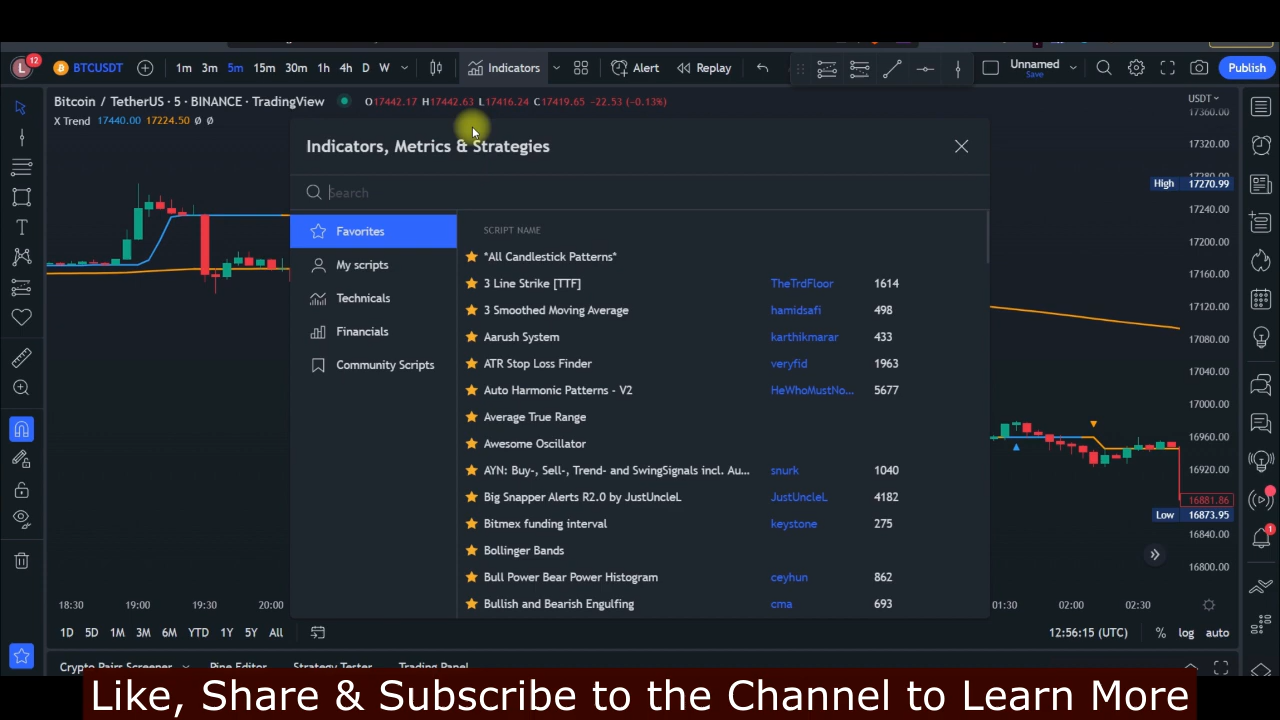 L 12 BTCUSDT 1m 3m 5m 15m 30m 1h 4h D W Indicators Alert Replay Unnamed Save Publish
Bitcoin / TetherUS · 5 · BINANCE · TradingView O17442.17 H17442.63 L17416.24 C17419.65 -22.53 (-0.13%) USDT
X Trend 17440.00 17224.50 Ø Ø
17360.00
Indicators, Metrics & Strategies
17320.00
17280.00
High 17270.99
Search
17240.00
Favorites
SCRIPT NAME
My scripts
Technicals
Financials
Community Scripts
*All Candlestick Patterns*
3 Line Strike [TTF] TheTrdFloor 1614
3 Smoothed Moving Average hamidsafi 498
Aarush System karthikmarar 433
ATR Stop Loss Finder veryfid 1963
Auto Harmonic Patterns - V2 HeWhoMustNo... 5677
Average True Range
Awesome Oscillator
AYN: Buy-, Sell-, Trend- and SwingSignals incl. Au... snurk 1040
Big Snapper Alerts R2.0 by JustUncleL JustUncleL 4182
Bitmex funding interval keystone 275
Bollinger Bands
Bull Power Bear Power Histogram ceyhun 862
Bullish and Bearish Engulfing cma 693
17200.00
17160.00
17120.00
17080.00
17040.00
17000.00
16960.00
16920.00
16881.86
Low 16873.95
16840.00
16800.00
1
18:30 19:00 19:30 20:00 01:30 02:00 02:30
1D 5D 1M 3M 6M YTD 1Y 5Y All 12:56:15 (UTC) % log auto
Crypto Pairs Screener Pine Editor Strategy Tester Trading Panel
Like, Share & Subscribe to the Channel to Learn More